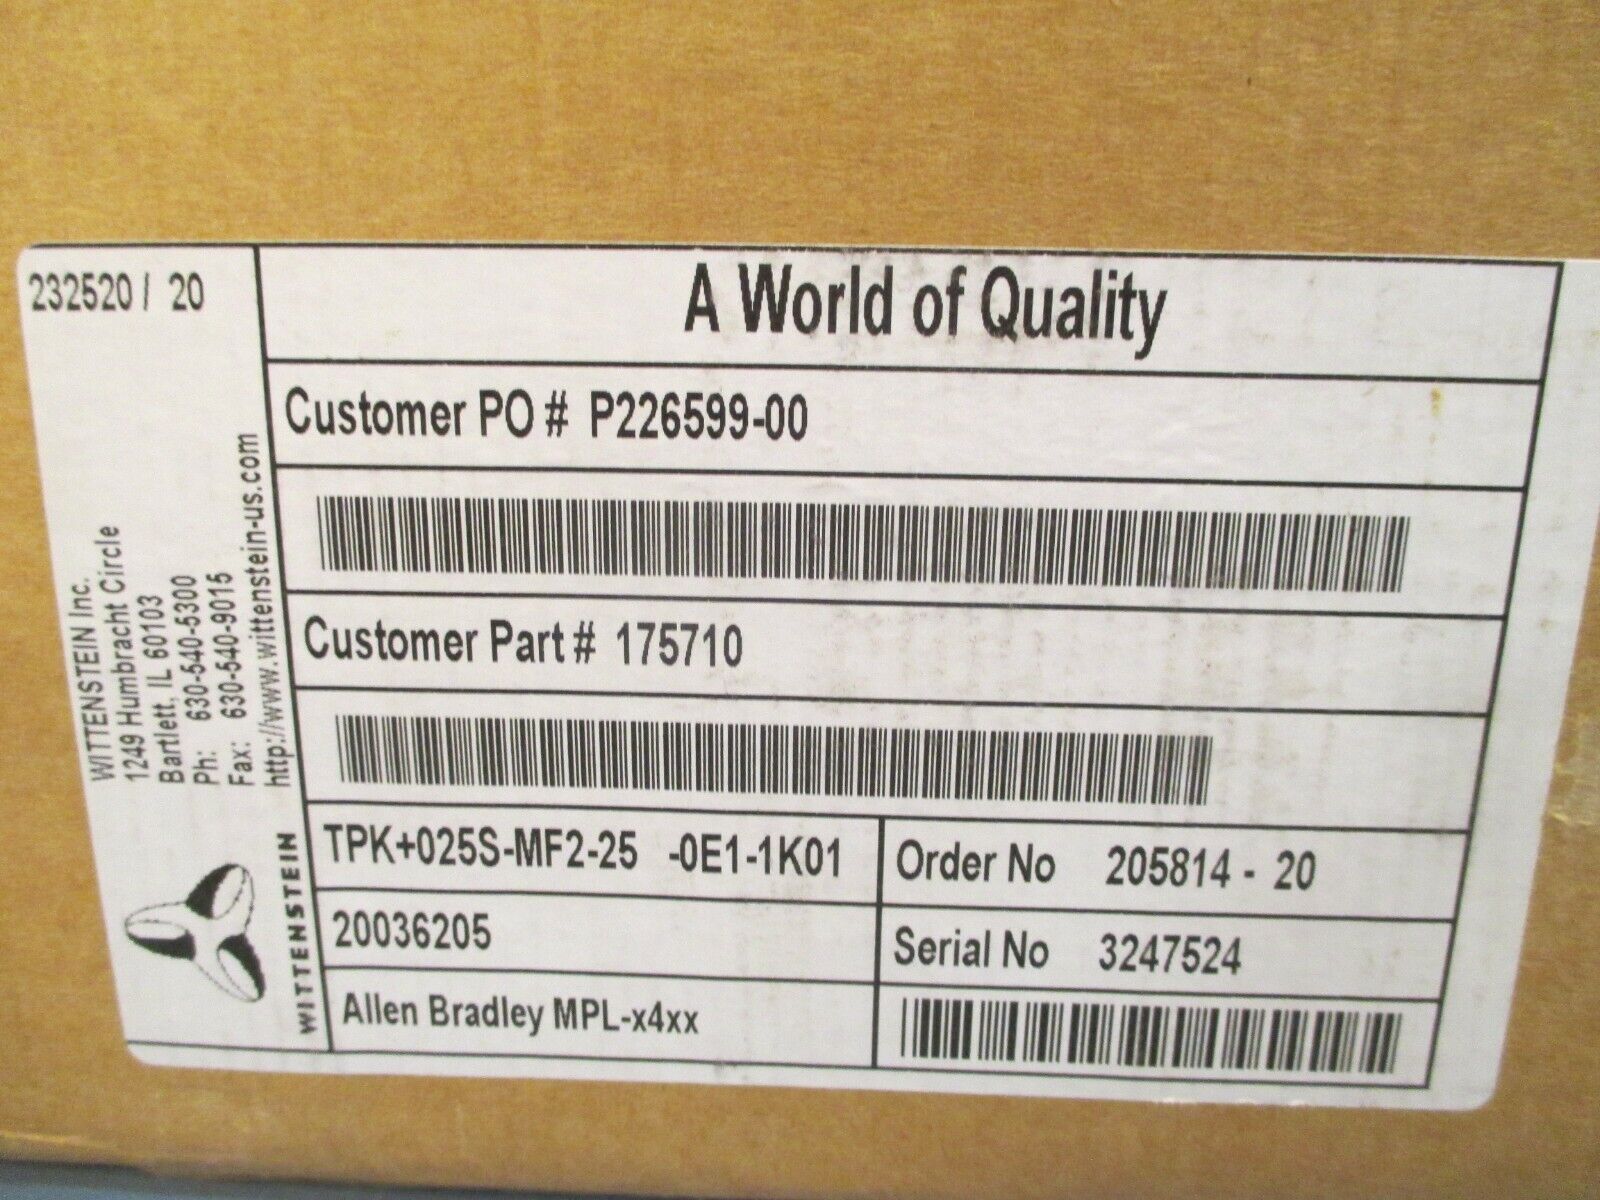 232520 / 20
A World of Quality
Customer PO # P226599-00
Customer Part # 175710
TPK+025S-MF2-25 -0E1-1K01
Order No 205814 - 20
20036205
Serial No 3247524
Allen Bradley MPL-x4xx
WITTENSTEIN Inc.
1249 Humbracht Circle
Bartlett, IL 60103
Ph: 630-540-5300
Fax: 630-540-9015
http://www.wittenstein-us.com
WITTENSTEIN